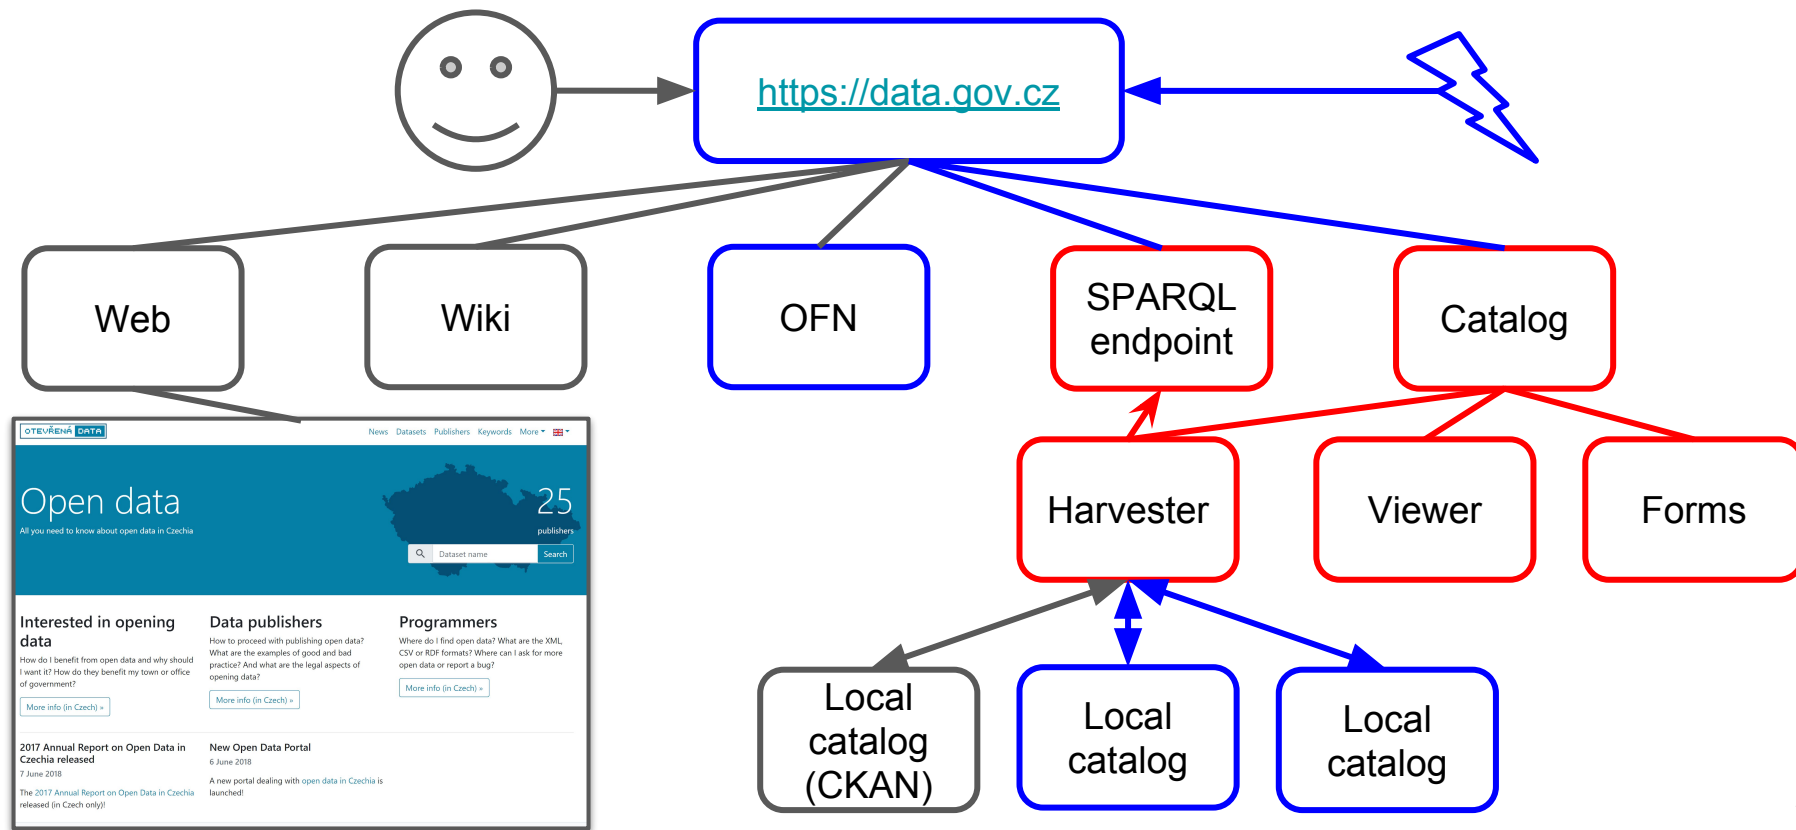 https://data.gov.cz
Web
Wiki
OFN
SPARQL
endpoint
Catalog
Harvester
Viewer
Forms
Local
catalog
(CKAN)
Local
catalog
Local
catalog
OTEVŘENÁ DATA
News Datasets Publishers Keywords More
Open data
All you need to know about open data in Czechia
25
publishers
Dataset name Search
Interested in opening
data
How do I benefit from open data and why should
I want it? How do they benefit my town or office
of government?
More info (in Czech) »
Data publishers
How to proceed with publishing open data?
What are the examples of good and bad
practice? And what are the legal aspects of
opening data?
More info (in Czech) »
Programmers
Where do I find open data? What are the XML,
CSV or RDF formats? Where can I ask for more
open data or report a bug?
More info (in Czech) »
2017 Annual Report on Open Data in
Czechia released
7 June 2018
The 2017 Annual Report on Open Data in Czechia
released (in Czech only)!
New Open Data Portal
6 June 2018
A new portal dealing with open data in Czechia is
launched!